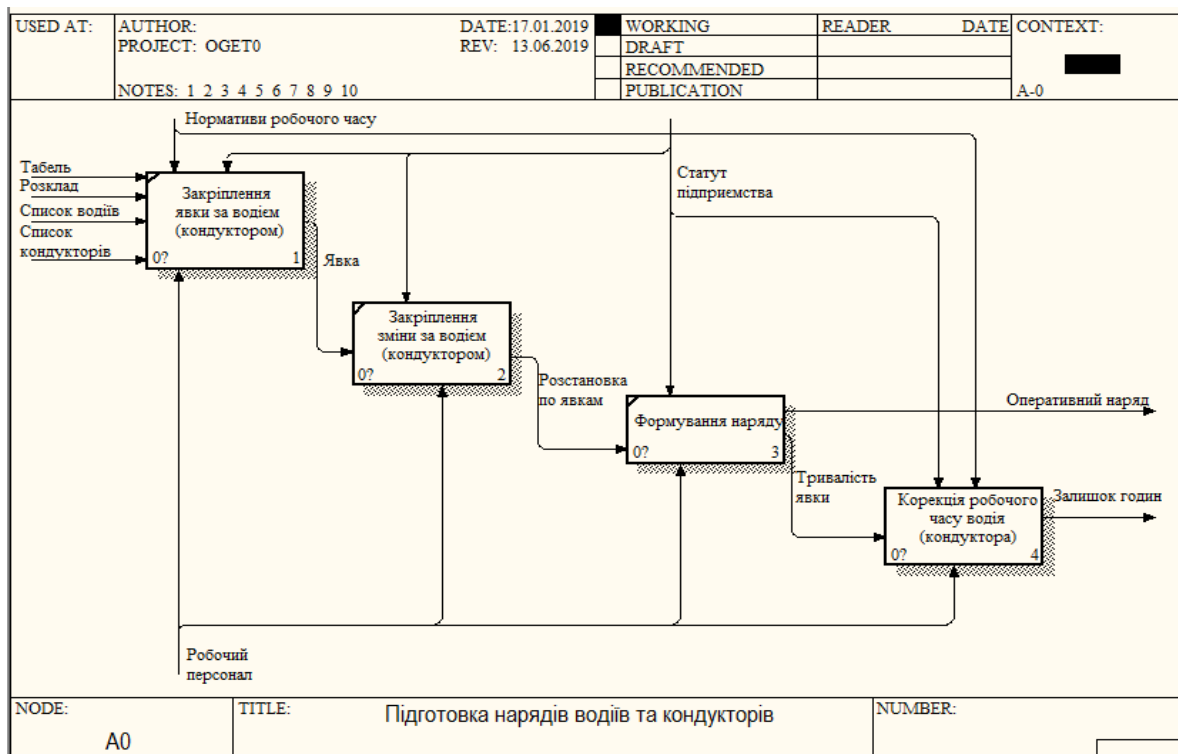 USED AT:
AUTHOR:
DATE:17.01.2019
WORKING
READER
DATE
CONTEXT:
PROJECT: OGET0
REV: 13.06.2019
DRAFT
RECOMMENDED
NOTES: 1 2 3 4 5 6 7 8 9 10
PUBLICATION
A-0
Нормативи робочого часу
Табель
Розклад
Список водіїв
Список
кондукторів
Закріплення
явки за водієм
(кондуктором)
0?
1
Статут
підприємства
Явка
Закріплення
зміни за водієм
(кондуктором)
0?
2
Розстановка
по явкам
Формування наряду
0?
3
Оперативний наряд
Тривалість
явки
Корекція робочого
часу водія
(кондуктора)
0?
4
Залишок годин
Робочий
персонал
NODE:
A0
TITLE:
Підготовка нарядів водіїв та кондукторів
NUMBER: